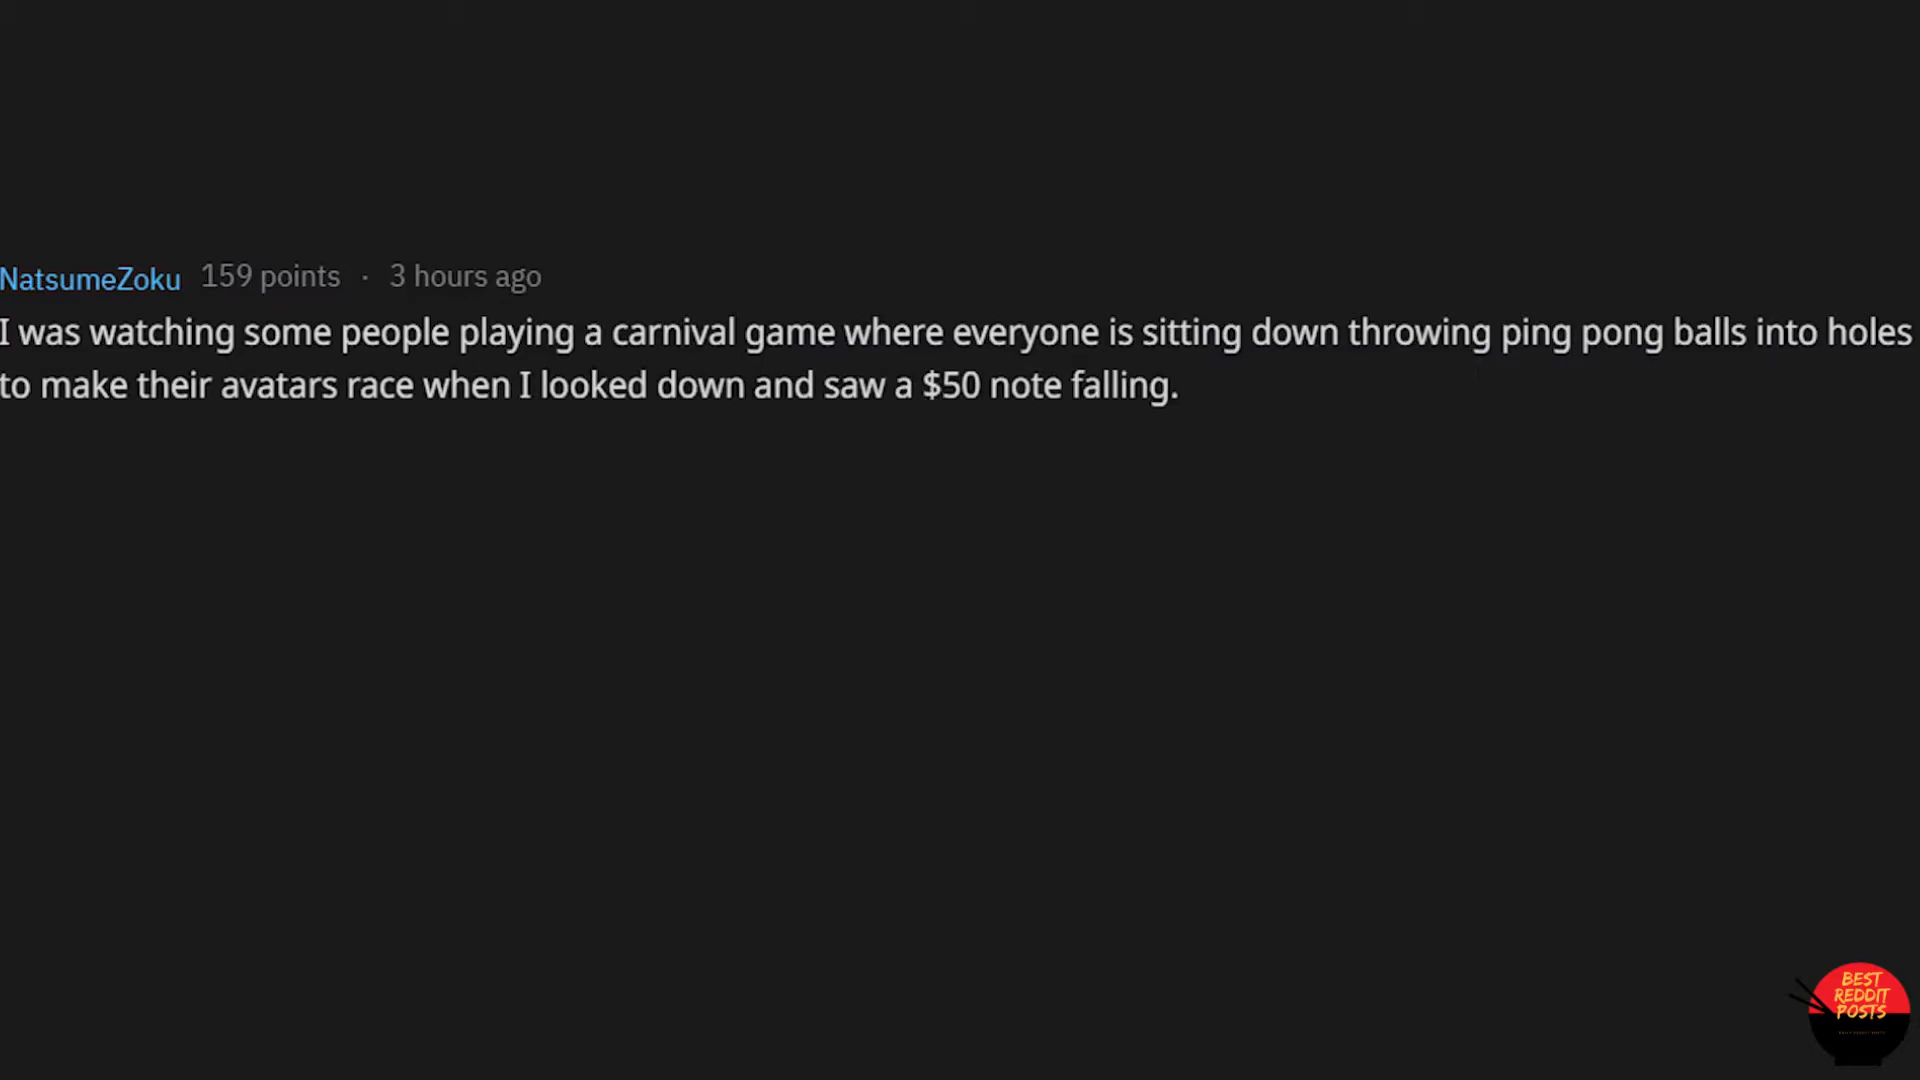 NatsumeZoku 159 points · 3 hours ago
I was watching some people playing a carnival game where everyone is sitting down throwing ping pong balls into holes
to make their avatars race when I looked down and saw a $50 note falling.
BEST
REDDIT
POSTS